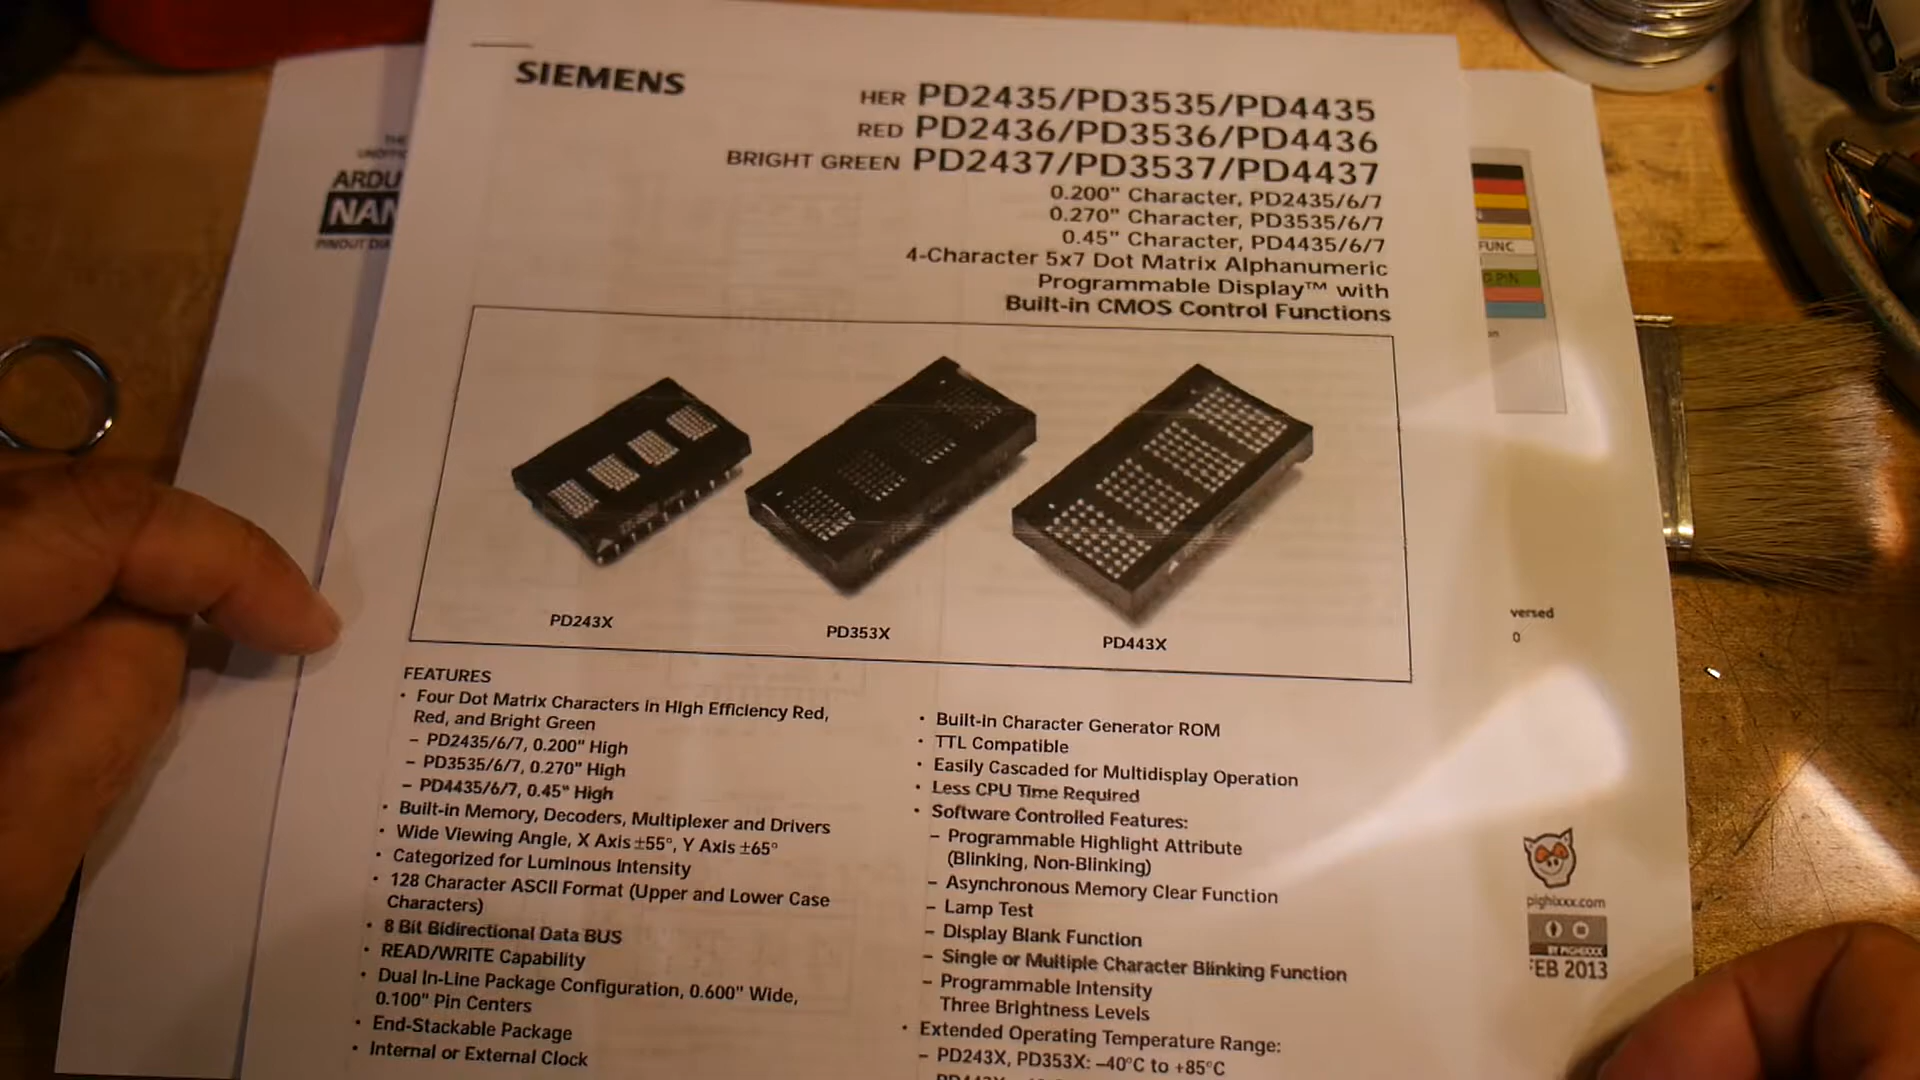 SIEMENS
HER PD2435/PD3535/PD4435
RED PD2436/PD3536/PD4436
BRIGHT GREEN PD2437/PD3537/PD4437
0.200" Character, PD2435/6/7
0.270" Character, PD3535/6/7
0.45" Character, PD4435/6/7
4-Character 5x7 Dot Matrix Alphanumeric
Programmable Display™ with
Built-in CMOS Control Functions
PD243X
PD353X
PD443X
FEATURES
• Four Dot Matrix Characters in High Efficiency Red,
Red, and Bright Green
– PD2435/6/7, 0.200" High
– PD3535/6/7, 0.270" High
– PD4435/6/7, 0.45" High
• Built-in Memory, Decoders, Multiplexer and Drivers
• Wide Viewing Angle, X Axis ±55°, Y Axis ±65°
• Categorized for Luminous Intensity
• 128 Character ASCII Format (Upper and Lower Case
Characters)
• 8 Bit Bidirectional Data BUS
• READ/WRITE Capability
• Dual In-Line Package Configuration, 0.600" Wide,
0.100" Pin Centers
• End-Stackable Package
• Internal or External Clock
• Built-in Character Generator ROM
• TTL Compatible
• Easily Cascaded for Multidisplay Operation
• Less CPU Time Required
• Software Controlled Features:
– Programmable Highlight Attribute
(Blinking, Non-Blinking)
– Asynchronous Memory Clear Function
– Lamp Test
– Display Blank Function
– Single or Multiple Character Blinking Function
– Programmable Intensity
Three Brightness Levels
• Extended Operating Temperature Range:
– PD243X, PD353X: –40°C to +85°C
THE
UNOFFIC
ARDU
NAN
PINOUT DIA
FUNC
PIN
versed
0
pighixxx.com
BY PIGHIXXX
FEB 2013